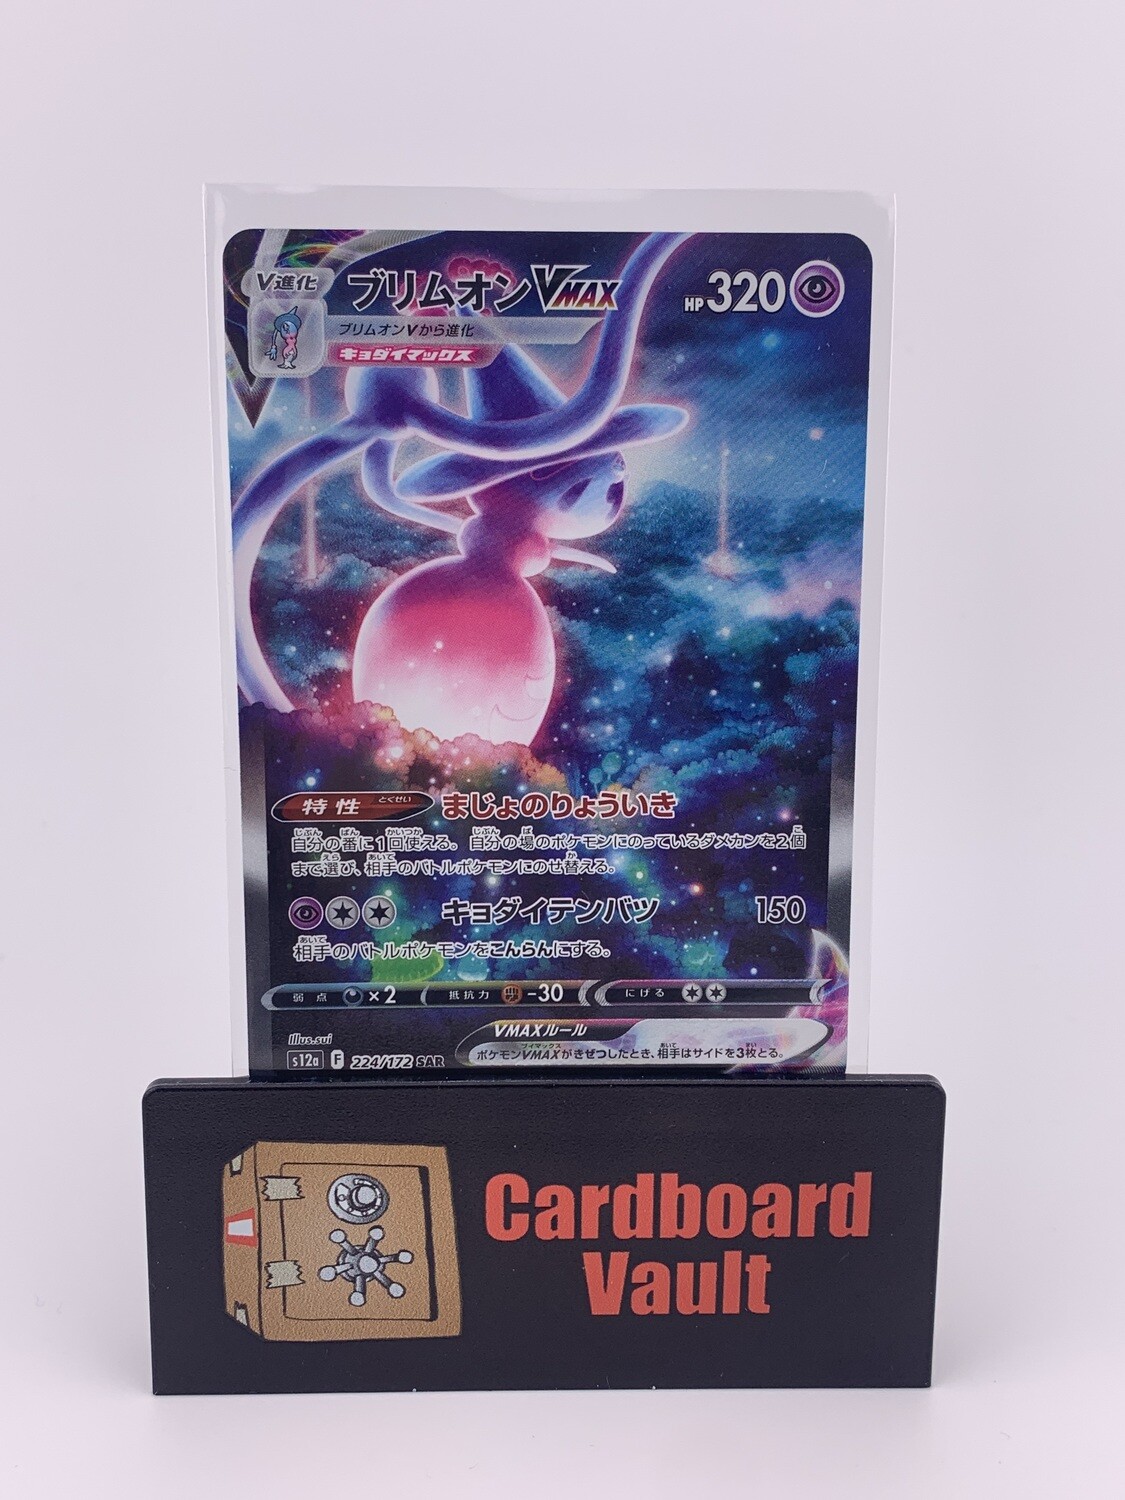 V進化
ブリムオンVMAX
HP320
ブリムオンVから進化
キョダイマックス
特性 とくせい まじょのりょういき
自分の番に1回使える。自分の場のポケモンにのっているダメカンを2個
まで選び、相手のバトルポケモンにのせ替える。
キョダイテンバツ 150
相手のバトルポケモンをこんらんにする。
弱点 ×2 抵抗力 -30 にげる
Illus.sui
VMAXルール
s12a F 224/172 SAR
ポケモンVMAXがきぜつしたとき、相手はサイドを3枚とる。
Cardboard
Vault